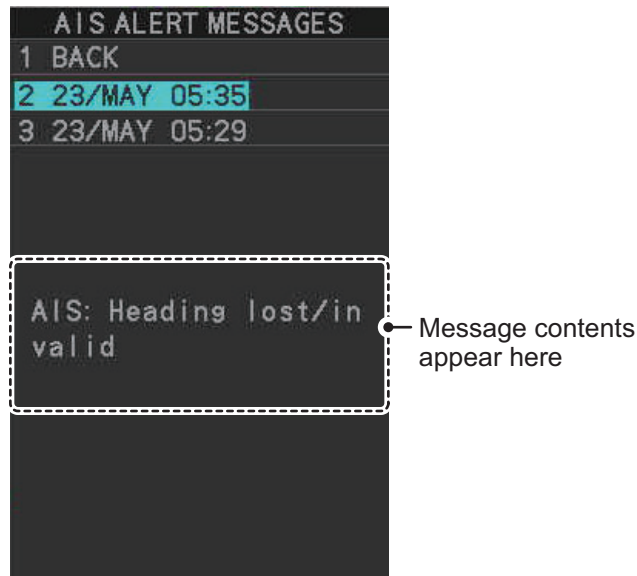 AIS ALERT MESSAGES
1 BACK
2 23/MAY 05:35
3 23/MAY 05:29
AIS: Heading lost/in
valid
Message contents
appear here